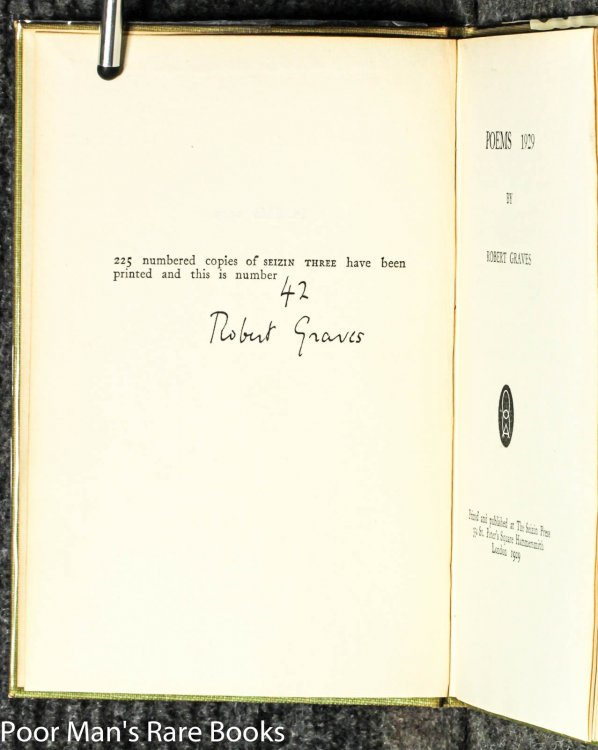 225 numbered copies of SEIZIN THREE have been
printed and this is number
42
Robert Graves
POEMS 1929
BY
ROBERT GRAVES
Printed and published at The Seizin Press
35 St. Peter's Square Hammersmith
London 1929
Poor Man's Rare Books